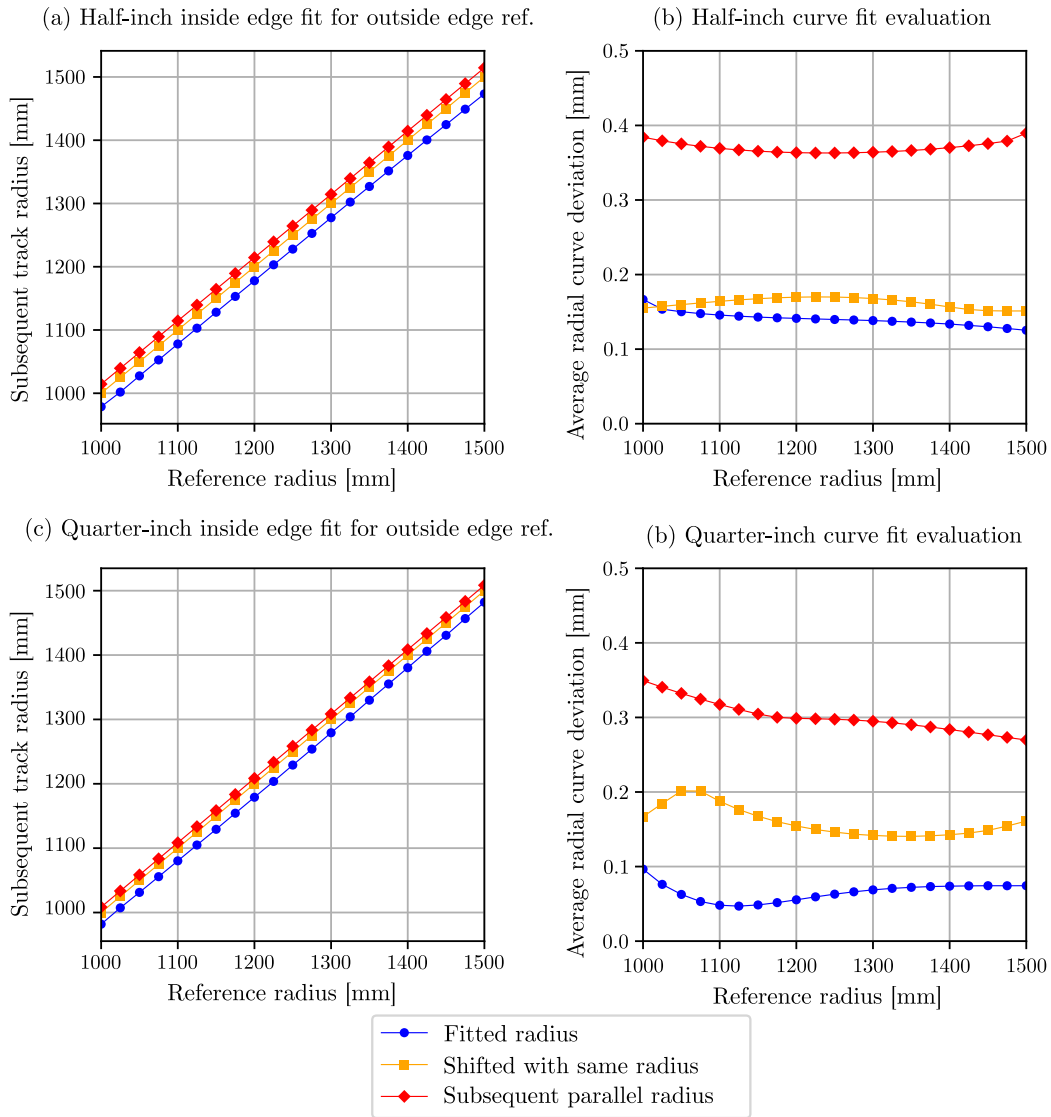 (a) Half-inch inside edge fit for outside edge ref.
1500
1400
1300
1200
1100
1000
Subsequent track radius [mm]
1000 1100 1200 1300 1400 1500
Reference radius [mm]
(b) Half-inch curve fit evaluation
0.5
0.4
0.3
0.2
0.1
0.0
Average radial curve deviation [mm]
1000 1100 1200 1300 1400 1500
Reference radius [mm]
(c) Quarter-inch inside edge fit for outside edge ref.
1500
1400
1300
1200
1100
1000
Subsequent track radius [mm]
1000 1100 1200 1300 1400 1500
Reference radius [mm]
(b) Quarter-inch curve fit evaluation
0.5
0.4
0.3
0.2
0.1
0.0
Average radial curve deviation [mm]
1000 1100 1200 1300 1400 1500
Reference radius [mm]
Fitted radius
Shifted with same radius
Subsequent parallel radius